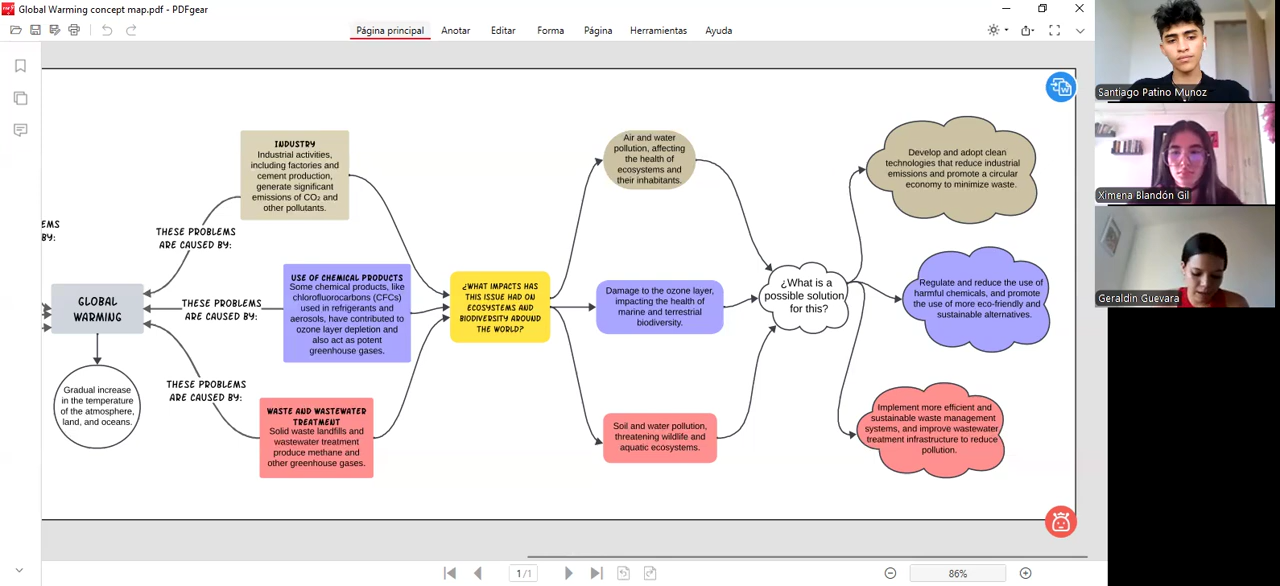 Global Warming concept map.pdf - PDFgear
Página principal
Anotar
Editar
Forma
Página
Herramientas
Ayuda
EMS
BY:
GLOBAL
WARMING
Gradual increase
in the temperature
of the atmosphere,
land, and oceans.
THESE PROBLEMS
ARE CAUSED BY:
THESE PROBLEMS
ARE CAUSED BY:
THESE PROBLEMS
ARE CAUSED BY:
INDUSTRY
Industrial activities,
including factories and
cement production,
generate significant
emissions of CO₂ and
other pollutants.
USE OF CHEMICAL PRODUCTS
Some chemical products, like
chlorofluorocarbons (CFCs)
used in refrigerants and
aerosols, have contributed to
ozone layer depletion and
also act as potent
greenhouse gases.
WASTE AND WASTEWATER
TREATMENT
Solid waste landfills and
wastewater treatment
produce methane and
other greenhouse gases.
¿WHAT IMPACTS HAS
THIS ISSUE HAD ON
ECOSYSTEMS AND
BIODIVERSITY AROUND
THE WORLD?
Air and water
pollution, affecting
the health of
ecosystems and
their inhabitants.
Damage to the ozone layer,
impacting the health of
marine and terrestrial
biodiversity.
Soil and water pollution,
threatening wildlife and
aquatic ecosystems.
¿What is a
possible solution
for this?
Develop and adopt clean
technologies that reduce industrial
emissions and promote a circular
economy to minimize waste.
Regulate and reduce the use of
harmful chemicals, and promote
the use of more eco-friendly and
sustainable alternatives.
Implement more efficient and
sustainable waste management
systems, and improve wastewater
treatment infrastructure to reduce
pollution.
Santiago Patino Munoz
Ximena Blandón Gil
Geraldin Guevara
1/1
86%